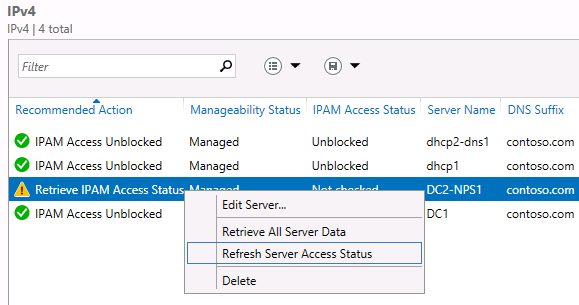 IPv4
IPv4 | 4 total
Filter
Recommended Action Manageability Status IPAM Access Status Server Name DNS Suffix
IPAM Access Unblocked Managed Unblocked dhcp2-dns1 contoso.com
IPAM Access Unblocked Managed Unblocked dhcp1 contoso.com
Retrieve IPAM Access Status Managed Not checked DC2-NPS1 contoso.com
IPAM Access Unblocked DC1 contoso.com
Edit Server...
Retrieve All Server Data
Refresh Server Access Status
Delete